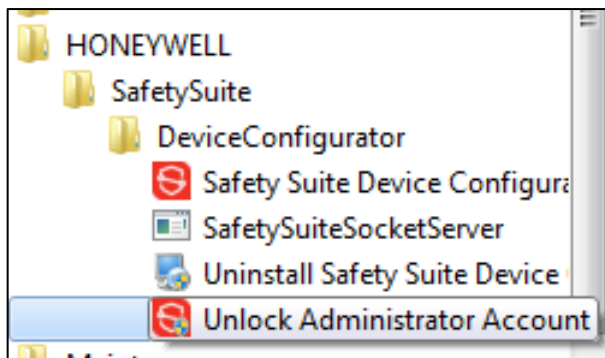 HONEYWELL
SafetySuite
DeviceConfigurator
Safety Suite Device Configura
SafetySuiteSocketServer
Uninstall Safety Suite Device
Unlock Administrator Account